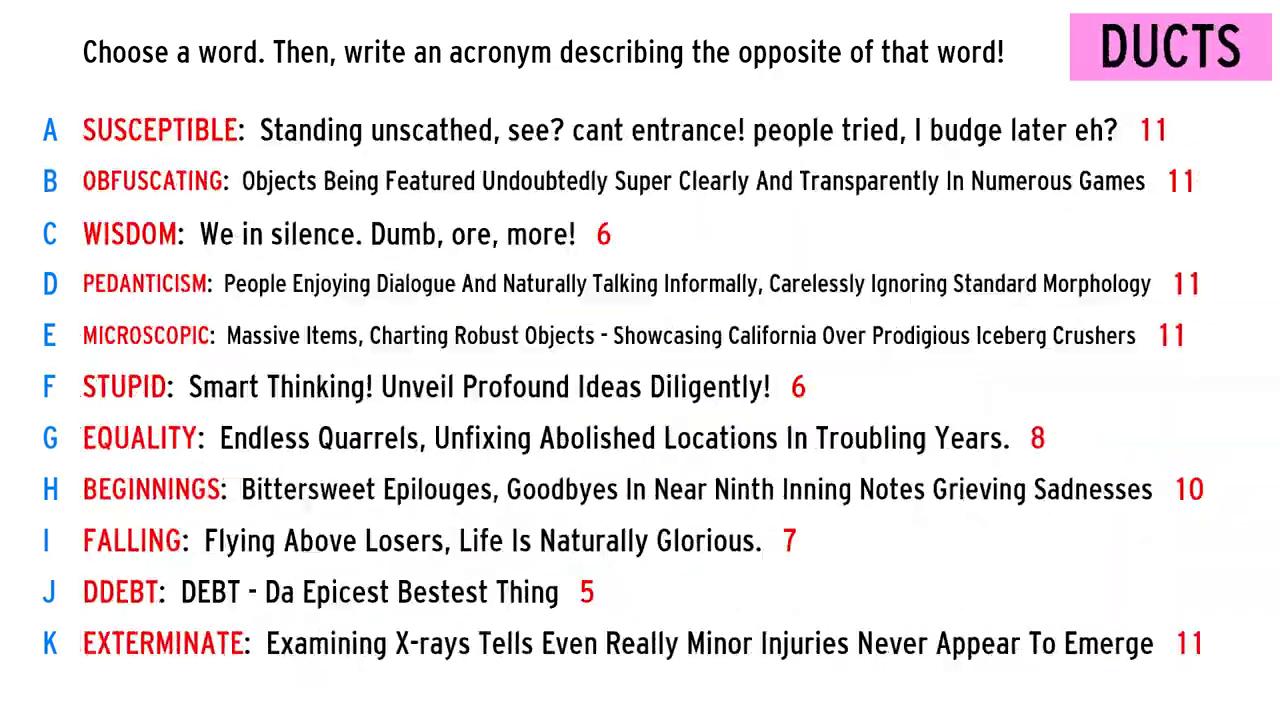 Choose a word. Then, write an acronym describing the opposite of that word!
DUCTS
A SUSCEPTIBLE: Standing unscathed, see? cant entrance! people tried, I budge later eh? 11
B OBFUSCATING: Objects Being Featured Undoubtedly Super Clearly And Transparently In Numerous Games 11
C WISDOM: We in silence. Dumb, ore, more! 6
D PEDANTICISM: People Enjoying Dialogue And Naturally Talking Informally, Carelessly Ignoring Standard Morphology 11
E MICROSCOPIC: Massive Items, Charting Robust Objects - Showcasing California Over Prodigious Iceberg Crushers 11
F STUPID: Smart Thinking! Unveil Profound Ideas Diligently! 6
G EQUALITY: Endless Quarrels, Unfixing Abolished Locations In Troubling Years. 8
H BEGINNINGS: Bittersweet Epilouges, Goodbyes In Near Ninth Inning Notes Grieving Sadnesses 10
I FALLING: Flying Above Losers, Life Is Naturally Glorious. 7
J DDEBT: DEBT - Da Epicest Bestest Thing 5
K EXTERMINATE: Examining X-rays Tells Even Really Minor Injuries Never Appear To Emerge 11